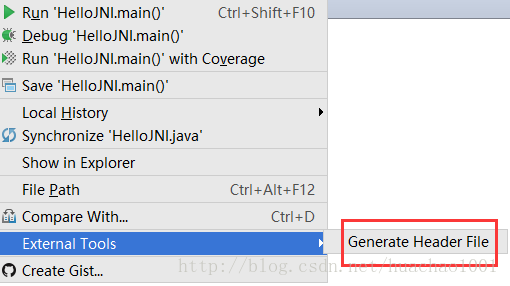 Run 'HelloJNI.main()' Ctrl+Shift+F10
Debug 'HelloJNI.main()'
Run 'HelloJNI.main()' with Coverage
Save 'HelloJNI.main()'
Local History
Synchronize 'HelloJNI.java'
Show in Explorer
File Path Ctrl+Alt+F12
Compare With... Ctrl+D
External Tools Generate Header File
Create Gist...
http://blog.csdn.net/huachao1001